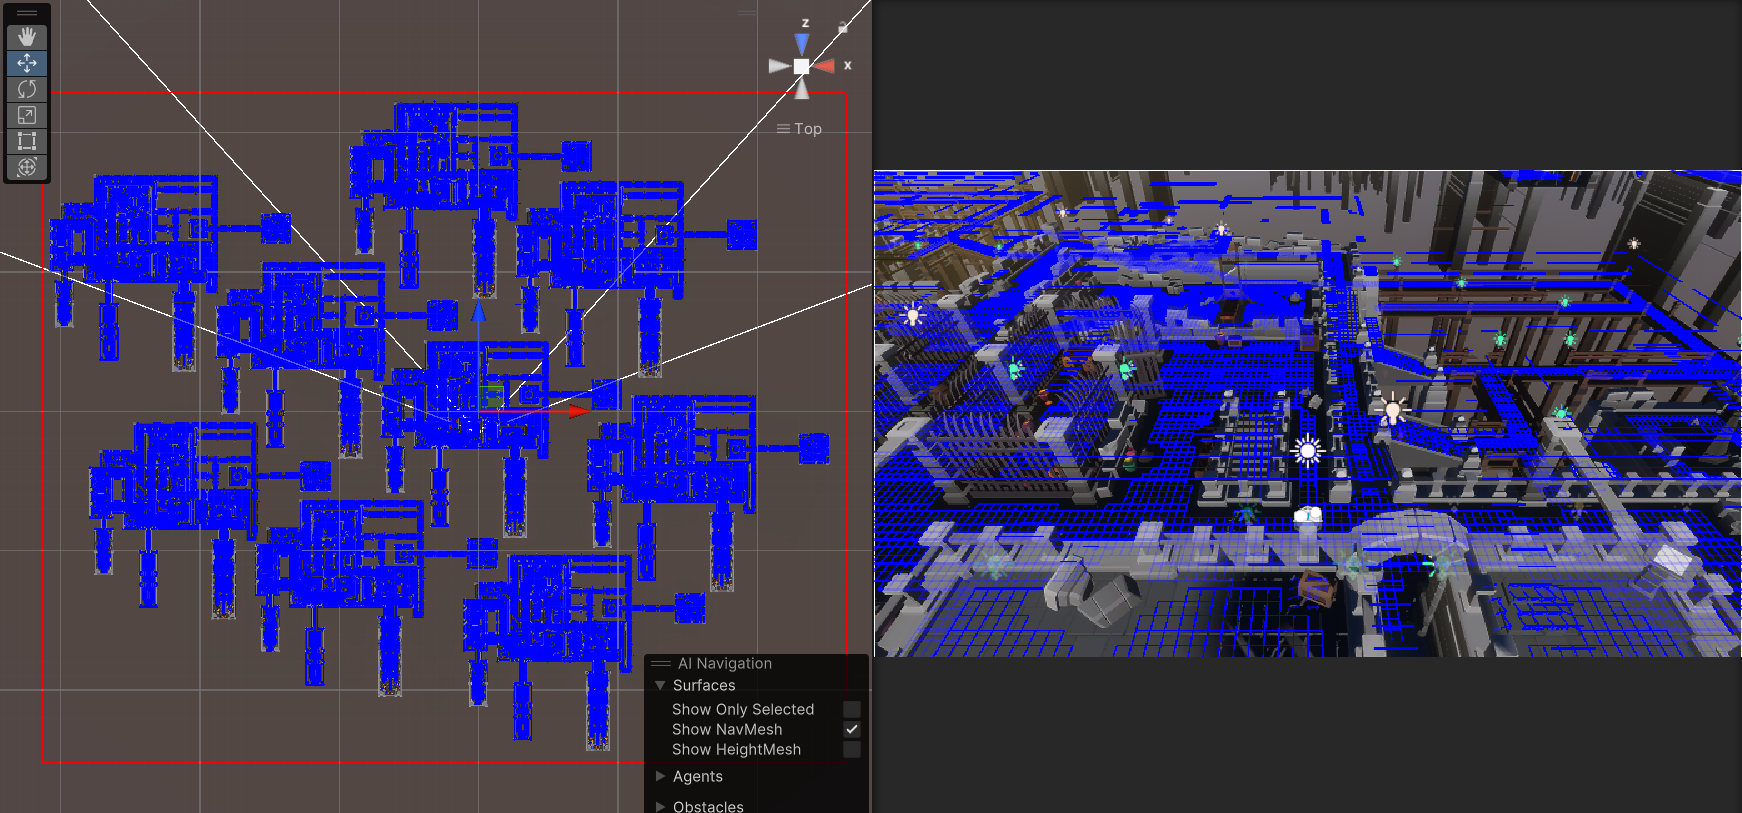 z
x
Top
AI Navigation
Surfaces
Show Only Selected
Show NavMesh
Show HeightMesh
Agents
Obstacles